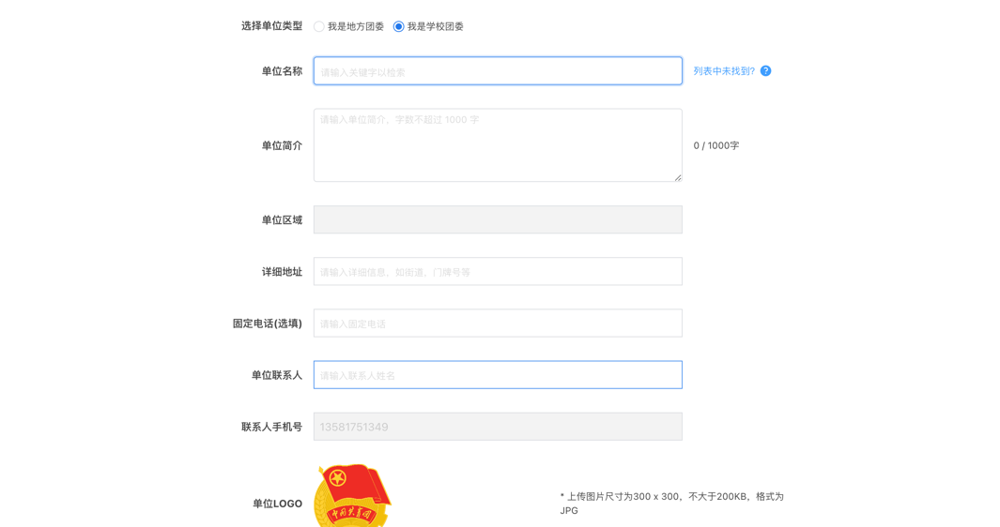 选择单位类型 我是地方团委 我是学校团委
单位名称 请输入关键字以检索 列表中未找到? ?
单位简介 请输入单位简介，字数不超过 1000 字 0 / 1000字
单位区域
详细地址 请输入详细信息，如街道，门牌号等
固定电话(选填) 请输入固定电话
单位联系人 请输入联系人姓名
联系人手机号 13581751349
单位LOGO 中国共青团 * 上传图片尺寸为300 x 300，不大于200KB，格式为
JPG